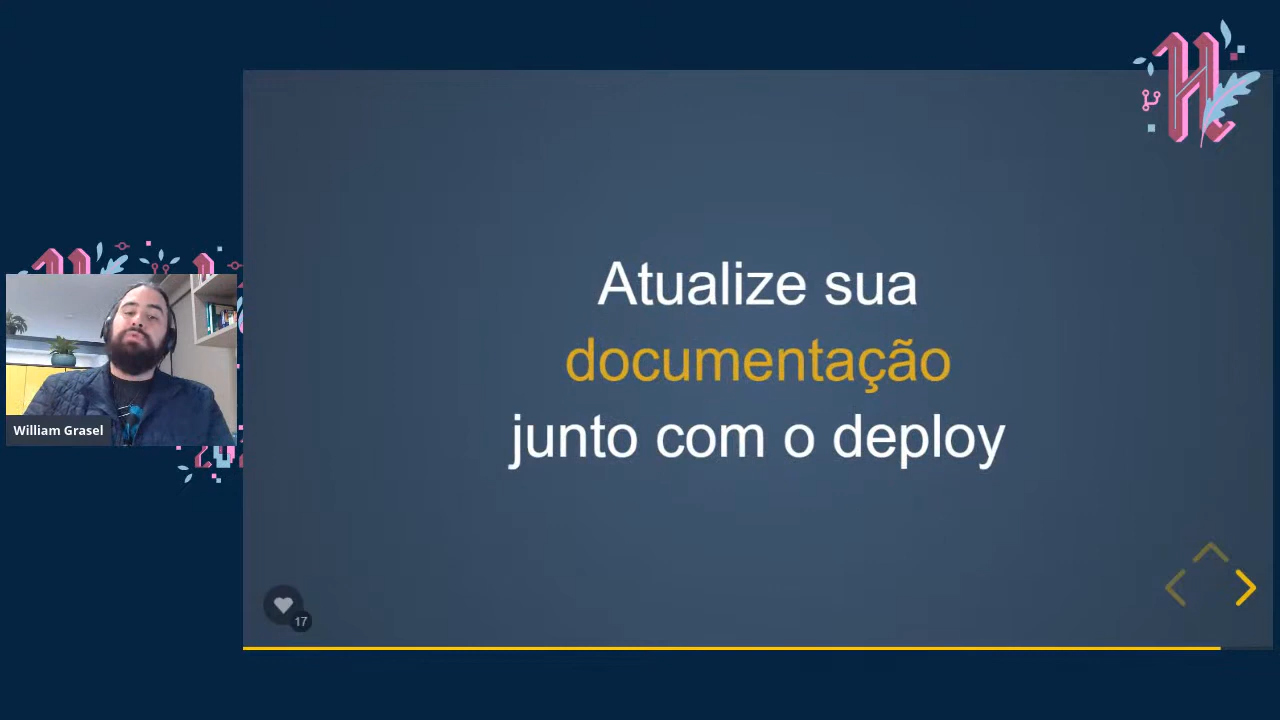 Atualize sua
documentação
junto com o deploy
William Grasel
17